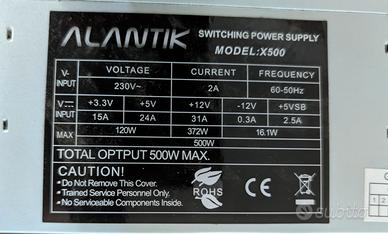 ALANTIK SWITCHING POWER SUPPLY
MODEL:X500
V~ INPUT VOLTAGE CURRENT FREQUENCY
230V~ 2A 60-50Hz
V⎓ INPUT +3.3V +5V +12V -12V +5VSB
15A 24A 31A 0.3A 2.5A
MAX 120W 372W 16.1W
500W
TOTAL OPTPUT 500W MAX.
CAUTION!
• Do Not Remove This Cover.
• Trained Service Personnel Only.
• No Serviceable Components Inside.
ROHS
CE
subito